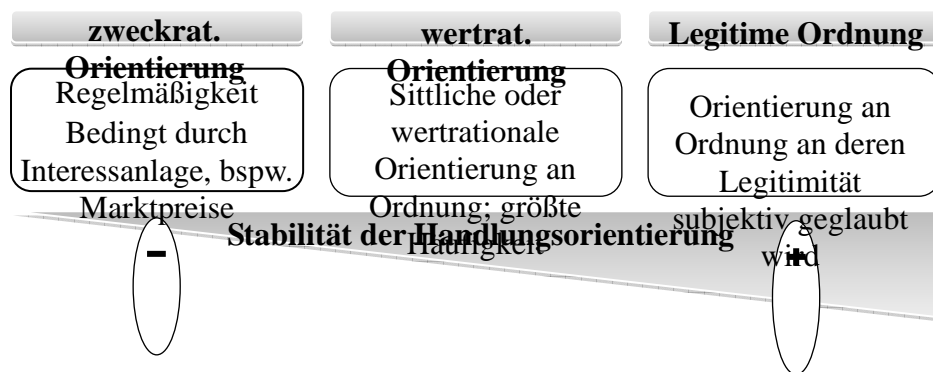 zweckrat.
Orientierung
Regelmäßigkeit
Bedingt durch
Interessanlage, bspw.
Marktpreise
wertrat.
Orientierung
Sittliche oder
wertrationale
Orientierung an
Ordnung; größte
Häufigkeit
Legitime Ordnung
Orientierung an
Ordnung an deren
Legitimität
subjektiv geglaubt
wird
Stabilität der Handlungsorientierung
-
+